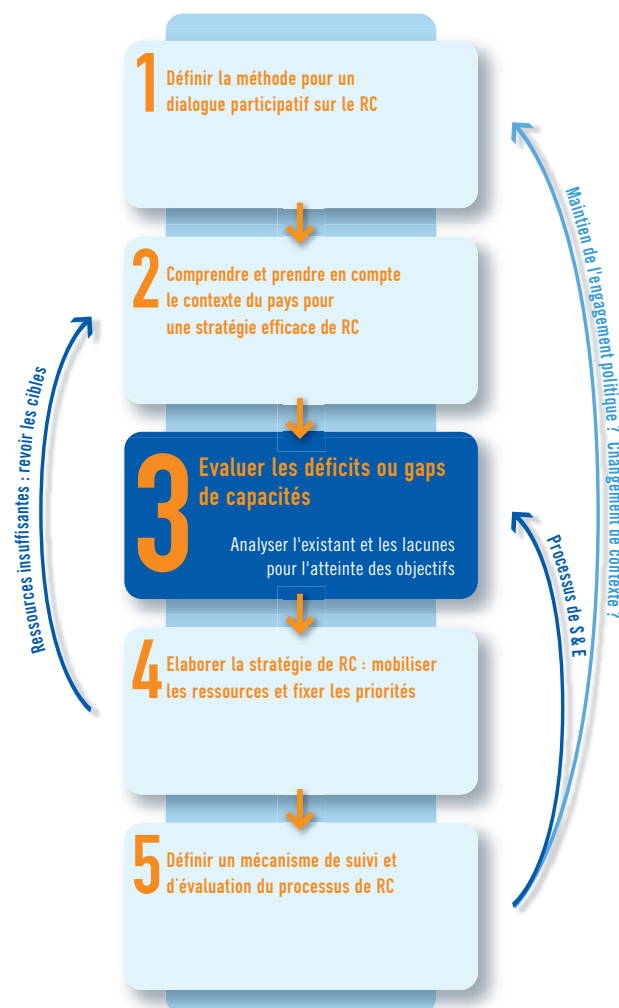 1
Définir la méthode pour un
dialogue participatif sur le RC
2
Comprendre et prendre en compte
le contexte du pays pour
une stratégie efficace de RC
3
Evaluer les déficits ou gaps
de capacités
Analyser l'existant et les lacunes
pour l'atteinte des objectifs
4
Elaborer la stratégie de RC : mobiliser
les ressources et fixer les priorités
5
Définir un mécanisme de suivi et
d'évaluation du processus de RC
Ressources insuffisantes : revoir les cibles
Processus de S & E
Maintien de l'engagement politique ? Changement de contexte ?